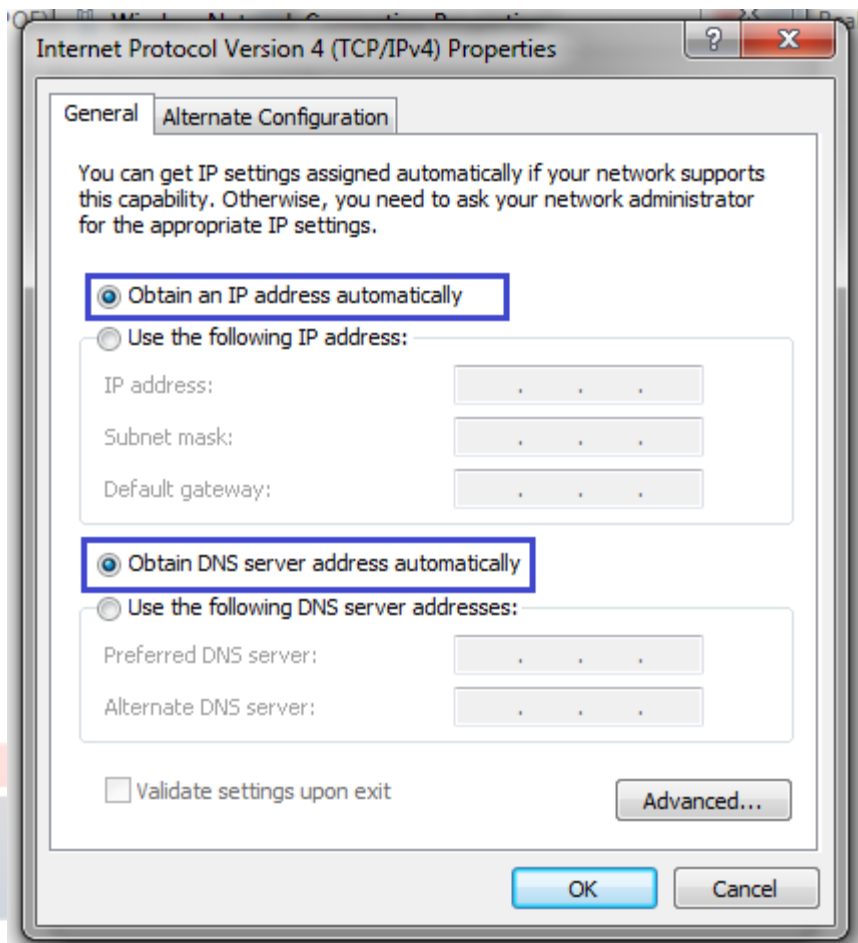 Internet Protocol Version 4 (TCP/IPv4) Properties
?
X
General
Alternate Configuration
You can get IP settings assigned automatically if your network supports
this capability. Otherwise, you need to ask your network administrator
for the appropriate IP settings.
Obtain an IP address automatically
Use the following IP address:
IP address:
Subnet mask:
Default gateway:
Obtain DNS server address automatically
Use the following DNS server addresses:
Preferred DNS server:
Alternate DNS server:
Validate settings upon exit
Advanced...
OK
Cancel